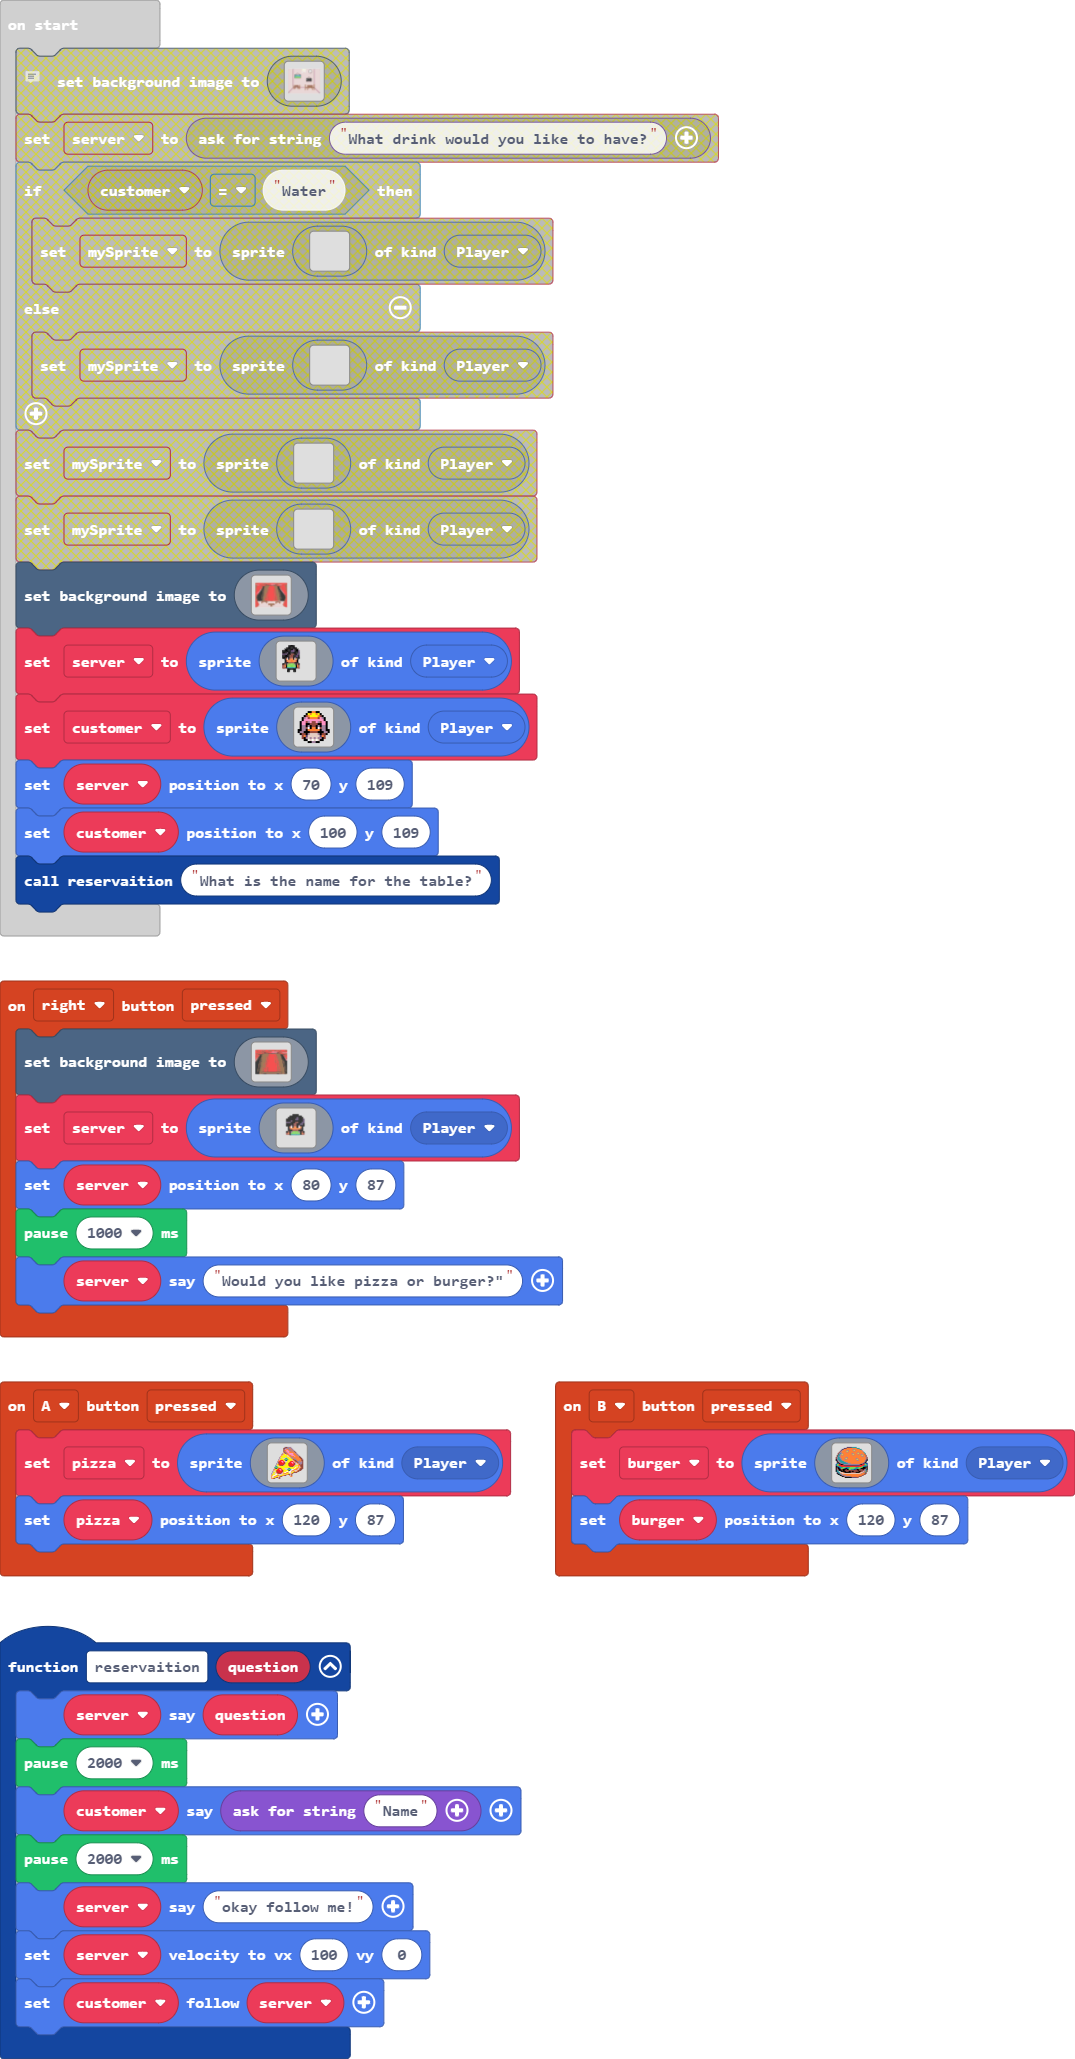 on start
set background image to
set server to ask for string "What drink would you like to have?"
if customer = "Water" then
set mySprite to sprite of kind Player
else
set mySprite to sprite of kind Player
set mySprite to sprite of kind Player
set mySprite to sprite of kind Player
set background image to
set server to sprite of kind Player
set customer to sprite of kind Player
set server position to x 70 y 109
set customer position to x 100 y 109
call reservaition "What is the name for the table?"
on right button pressed
set background image to
set server to sprite of kind Player
set server position to x 80 y 87
pause 1000 ms
server say "Would you like pizza or burger?""
on A button pressed
set pizza to sprite of kind Player
set pizza position to x 120 y 87
on B button pressed
set burger to sprite of kind Player
set burger position to x 120 y 87
function reservaition question
server say question
pause 2000 ms
customer say ask for string "Name"
pause 2000 ms
server say "okay follow me!"
set server velocity to vx 100 vy 0
set customer follow server